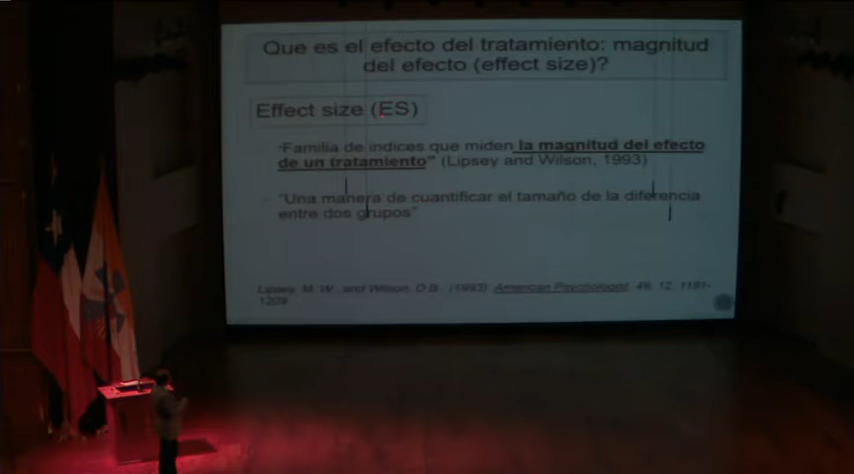 Que es el efecto del tratamiento: magnitud
del efecto (effect size)?
Effect size (ES)
"Familia de indices que miden la magnitud del efecto
de un tratamiento" (Lipsey and Wilson, 1993)
"Una manera de cuantificar el tamaño de la diferencia
entre dos grupos"
Lipsey, M. W., and Wilson, D.B. (1993). American Psychologist, 48, 12, 1181-
1209